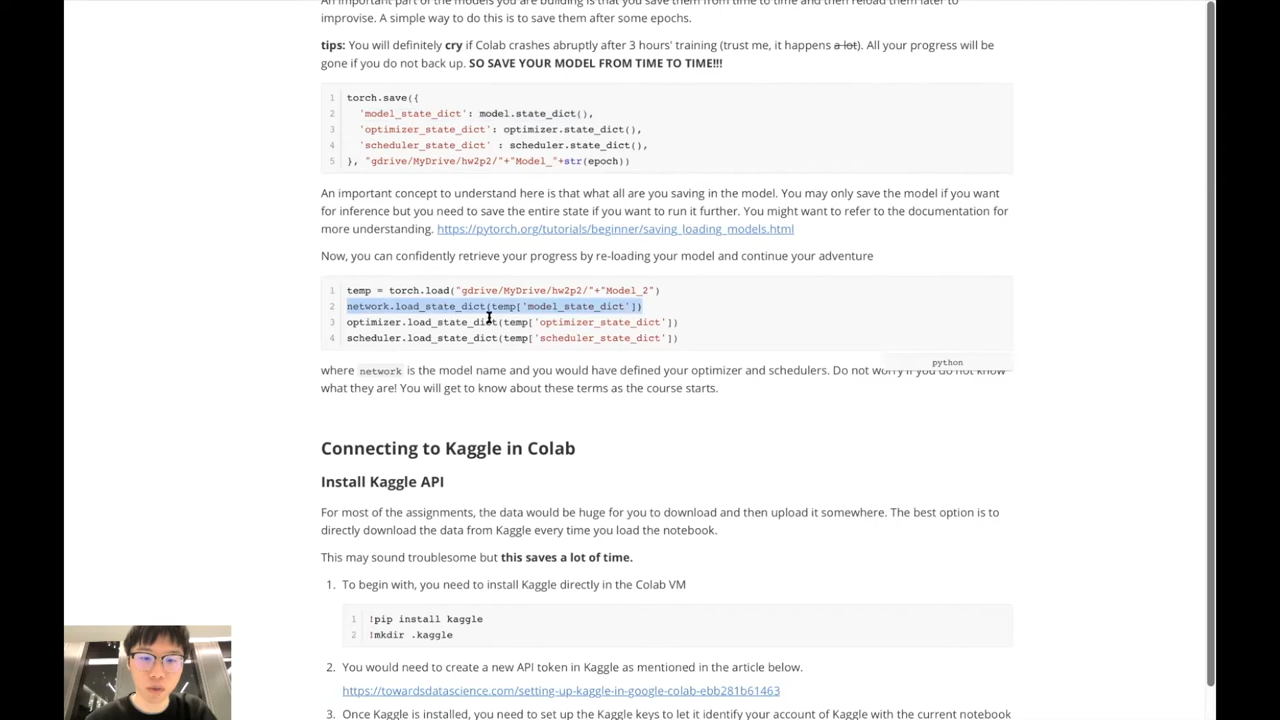 An important part of the models you are building is that you save them from time to time and then reload them later to
improvise. A simple way to do this is to save them after some epochs.
tips: You will definitely cry if Colab crashes abruptly after 3 hours' training (trust me, it happens a lot). All your progress will be
gone if you do not back up. SO SAVE YOUR MODEL FROM TIME TO TIME!!!
1 torch.save({
2 'model_state_dict': model.state_dict(),
3 'optimizer_state_dict': optimizer.state_dict(),
4 'scheduler_state_dict' : scheduler.state_dict(),
5 }, "gdrive/MyDrive/hw2p2/"+"Model_"+str(epoch))
An important concept to understand here is that what all are you saving in the model. You may only save the model if you want
for inference but you need to save the entire state if you want to run it further. You might want to refer to the documentation for
more understanding. https://pytorch.org/tutorials/beginner/saving_loading_models.html
Now, you can confidently retrieve your progress by re-loading your model and continue your adventure
1 temp = torch.load("gdrive/MyDrive/hw2p2/"+"Model_2")
2 network.load_state_dict(temp['model_state_dict'])
3 optimizer.load_state_dict(temp['optimizer_state_dict'])
4 scheduler.load_state_dict(temp['scheduler_state_dict'])
python
where network is the model name and you would have defined your optimizer and schedulers. Do not worry if you do not know
what they are! You will get to know about these terms as the course starts.
Connecting to Kaggle in Colab
Install Kaggle API
For most of the assignments, the data would be huge for you to download and then upload it somewhere. The best option is to
directly download the data from Kaggle every time you load the notebook.
This may sound troublesome but this saves a lot of time.
1. To begin with, you need to install Kaggle directly in the Colab VM
1 !pip install kaggle
2 !mkdir .kaggle
2. You would need to create a new API token in Kaggle as mentioned in the article below.
https://towardsdatascience.com/setting-up-kaggle-in-google-colab-ebb281b61463
3. Once Kaggle is installed, you need to set up the Kaggle keys to let it identify your account of Kaggle with the current notebook